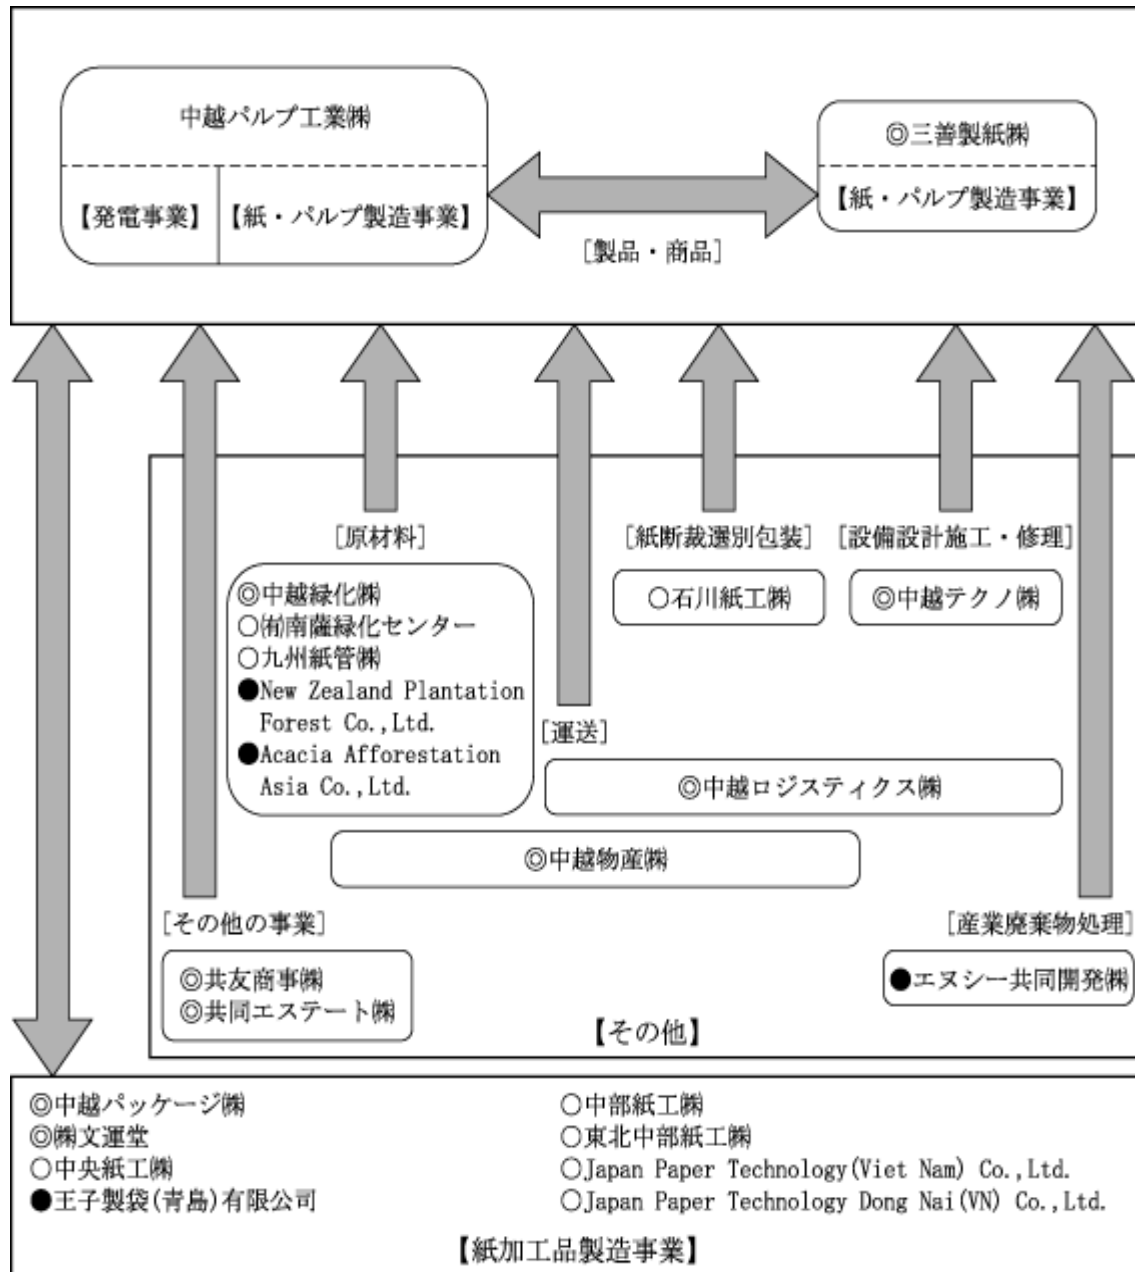 中越パルプ工業㈱
【発電事業】
【紙・パルプ製造事業】
◎三善製紙㈱
【紙・パルプ製造事業】
[製品・商品]
[原材料]
◎中越緑化㈱
○㈲南薩緑化センター
○九州紙管㈱
●New Zealand Plantation
Forest Co.,Ltd.
●Acacia Afforestation
Asia Co.,Ltd.
[紙断裁選別包装]
○石川紙工㈱
[設備設計施工・修理]
◎中越テクノ㈱
[運送]
◎中越ロジスティクス㈱
◎中越物産㈱
[その他の事業]
◎共友商事㈱
◎共同エステート㈱
[産業廃棄物処理]
●エヌシー共同開発㈱
【その他】
◎中越パッケージ㈱
◎㈱文運堂
○中央紙工㈱
●王子製袋(青島)有限公司
○中部紙工㈱
○東北中部紙工㈱
○Japan Paper Technology(Viet Nam) Co.,Ltd.
○Japan Paper Technology Dong Nai(VN) Co.,Ltd.
【紙加工品製造事業】